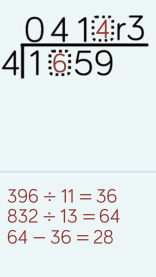 0414r3
4 1659
396 ÷ 11 = 36
832 ÷ 13 = 64
64 − 36 = 28